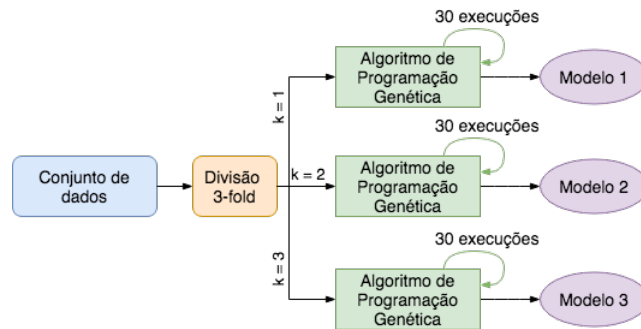 30 execuções
Algoritmo de
Programação
Genética
Modelo 1
k = 1
30 execuções
Conjunto de
dados
Divisão
3-fold
k = 2
Algoritmo de
Programação
Genética
Modelo 2
k = 3
30 execuções
Algoritmo de
Programação
Genética
Modelo 3